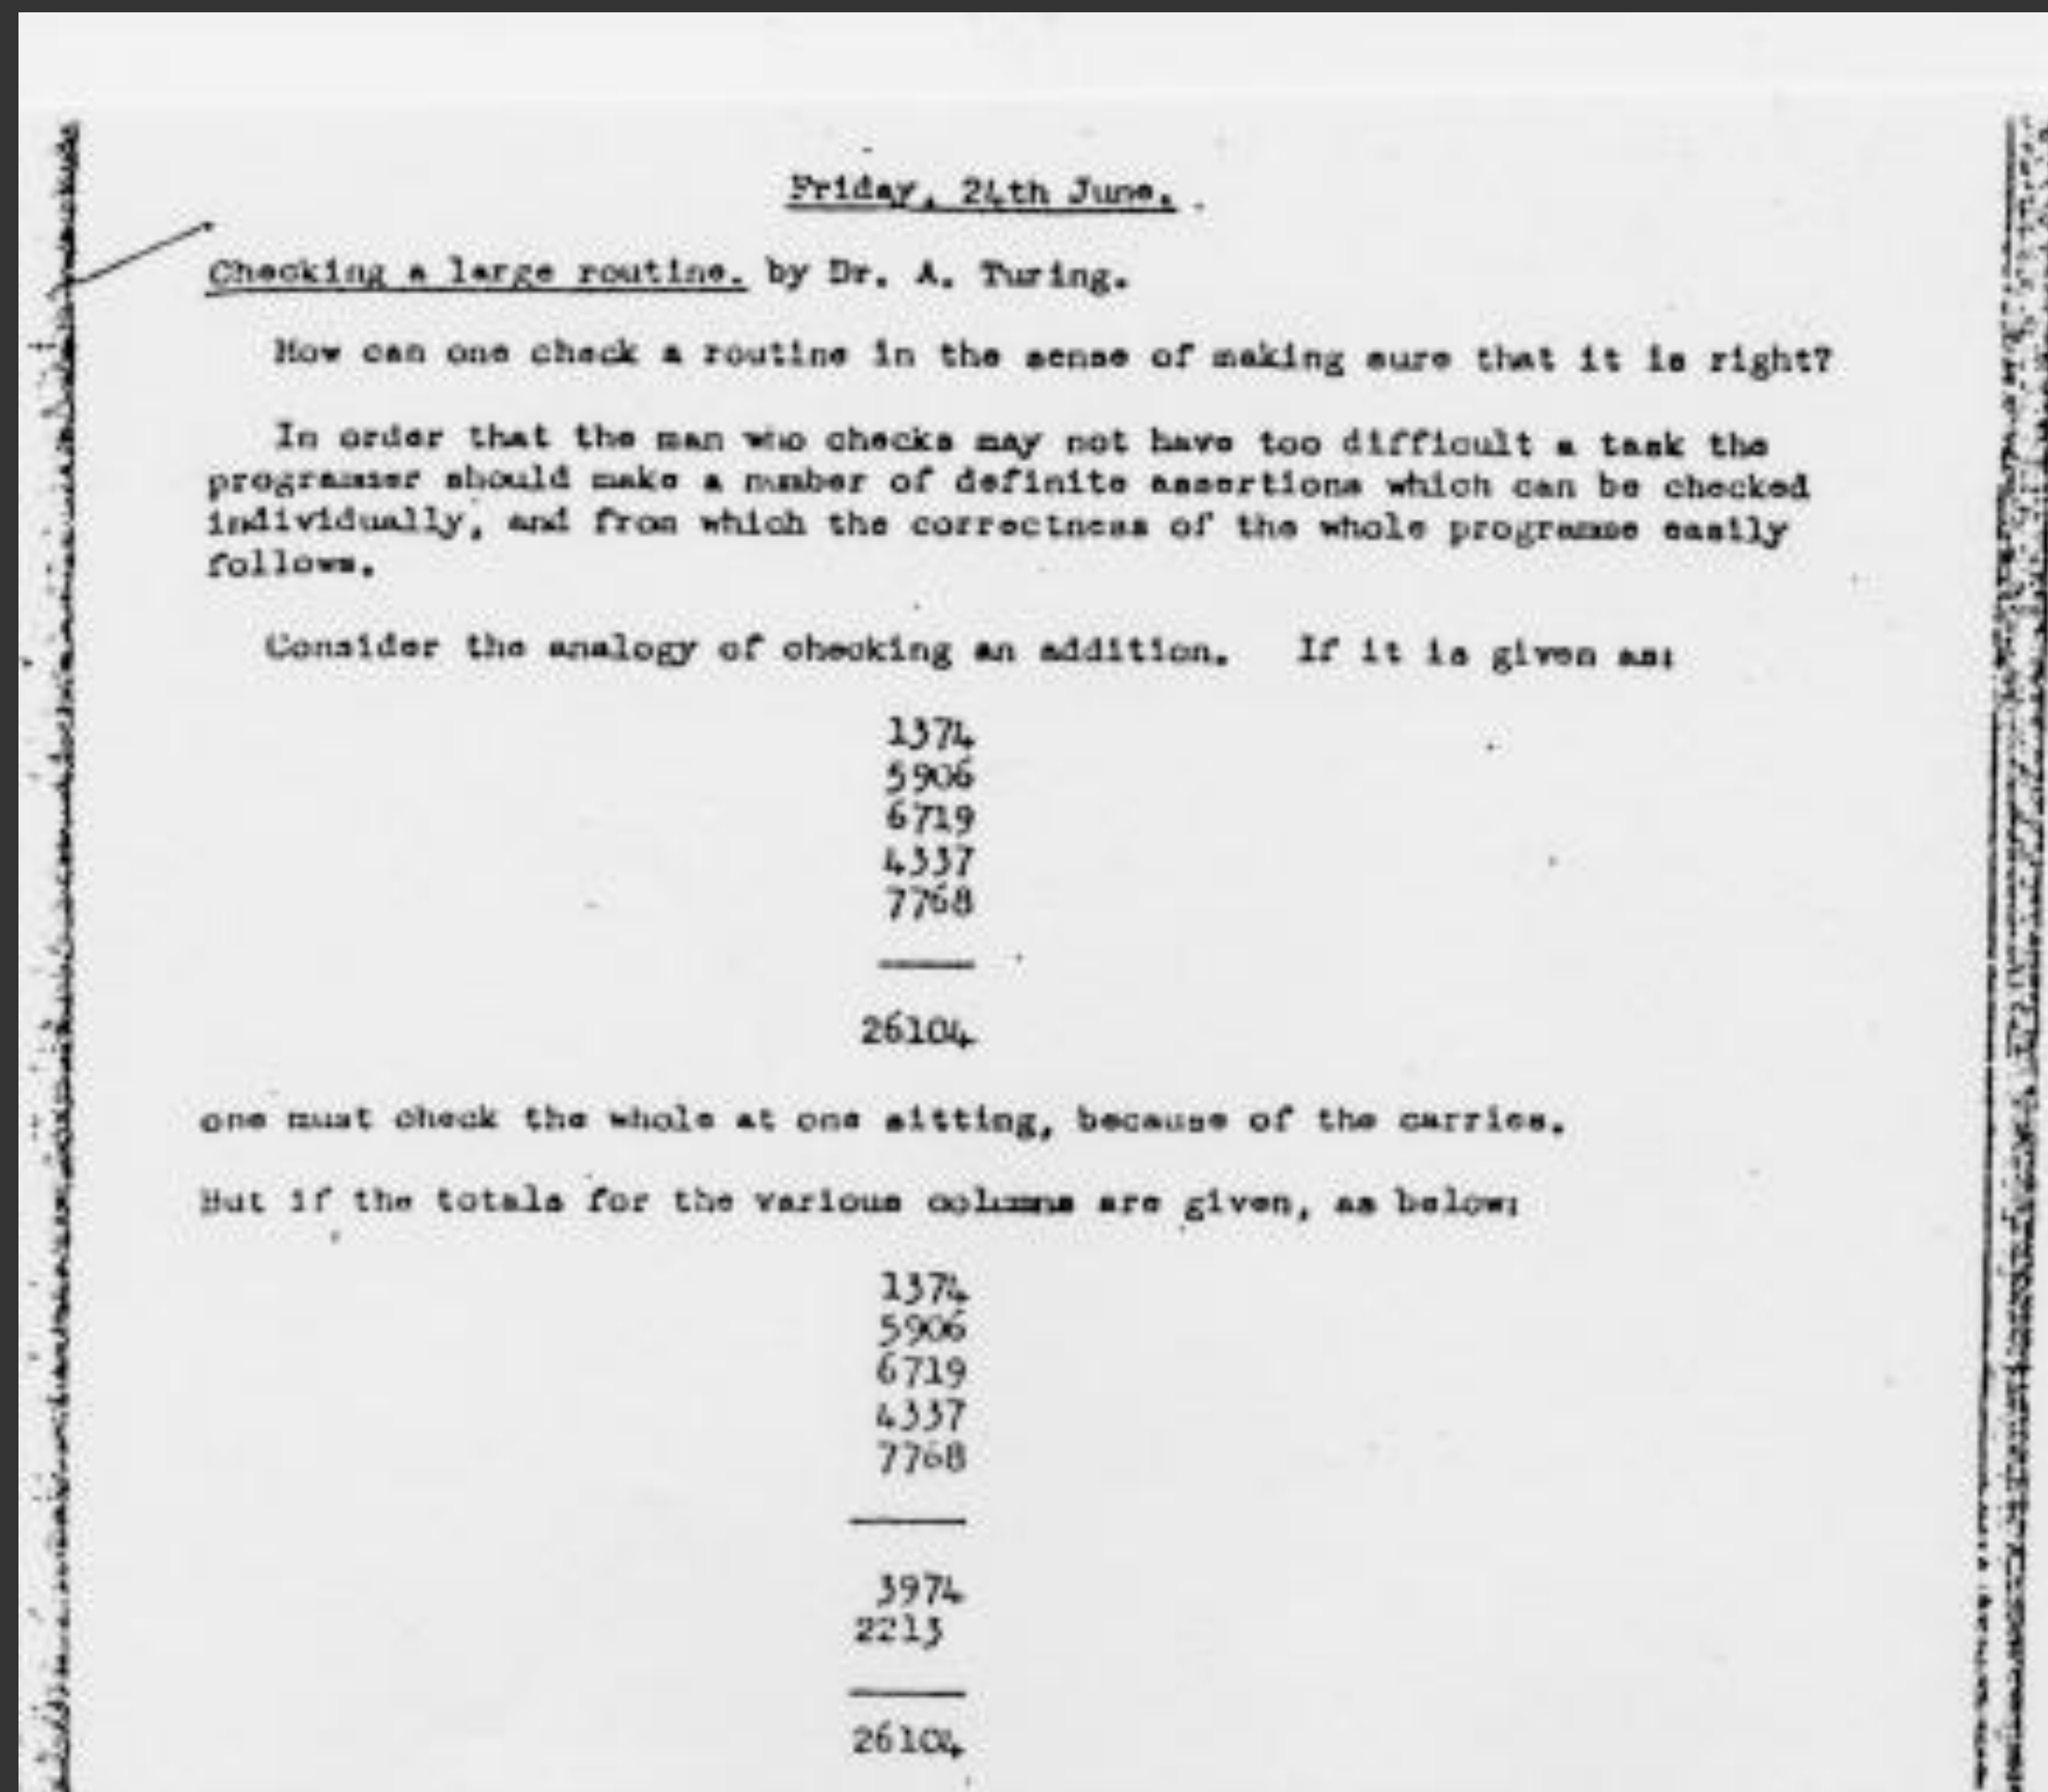 Friday, 24th June.
Checking a large routine. by Dr. A. Turing.
How can one check a routine in the sense of making sure that it is right?
In order that the man who checks may not have too difficult a task the
programmer should make a number of definite assertions which can be checked
individually, and from which the correctness of the whole programme easily
follows.
Consider the analogy of checking an addition. If it is given as:
1374
5906
6719
4337
7768
26104
one must check the whole at one sitting, because of the carries.
But if the totals for the various columns are given, as below:
1374
5906
6719
4337
7768
3974
2213
26104